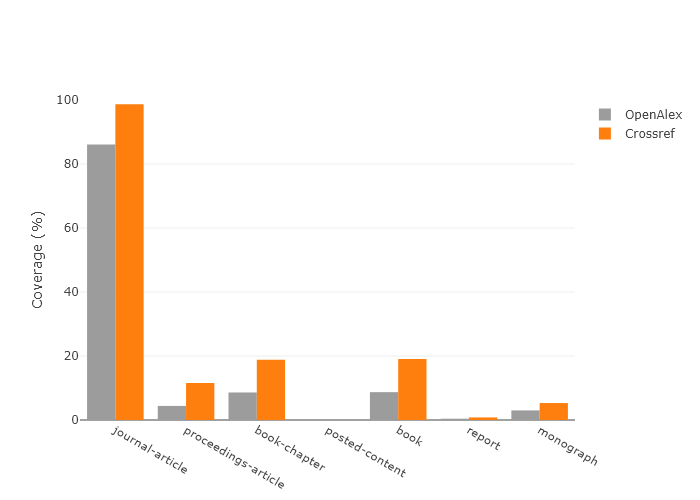 100
80
60
40
20
0
Coverage (%)
journal-article
proceedings-article
book-chapter
posted-content
book
report
monograph
OpenAlex
Crossref